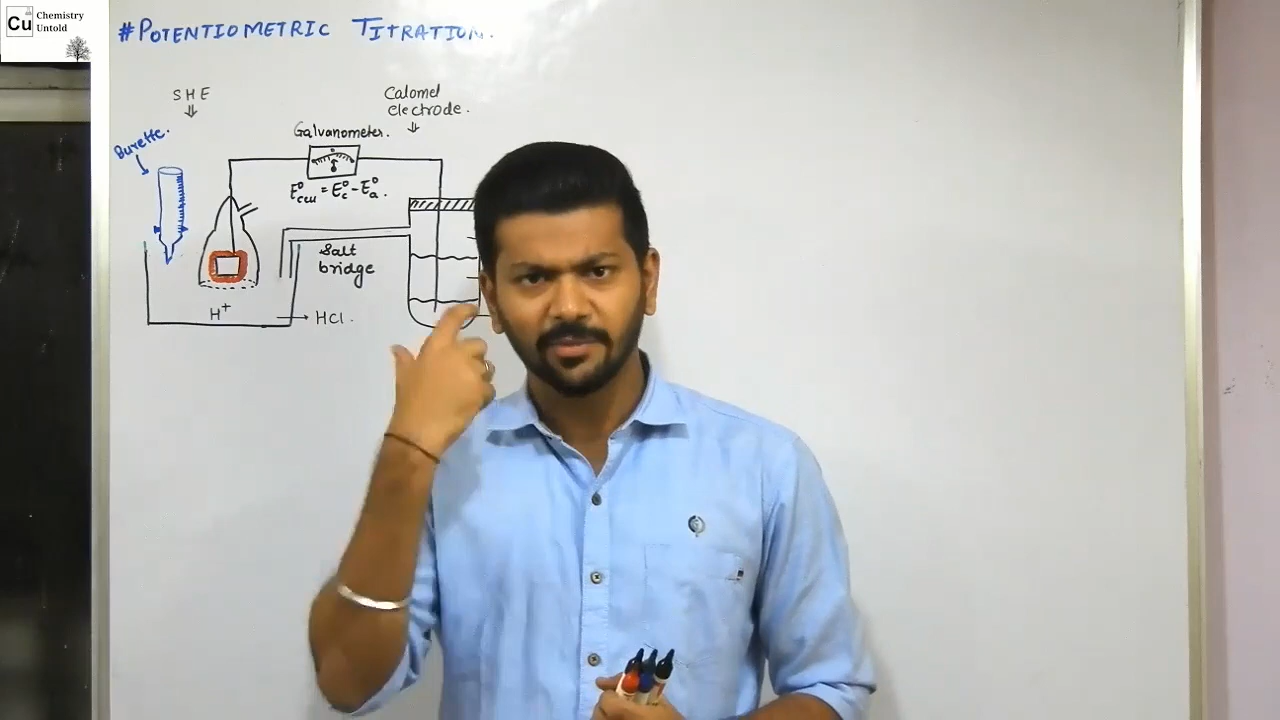 Cu
Chemistry
Untold
#POTENTIOMETRIC TITRATION.
SHE
Calomel
Electrode.
Burette.
Galvanometer.
E°cell = E°c - E°a.
Salt
bridge
H+
HCl.